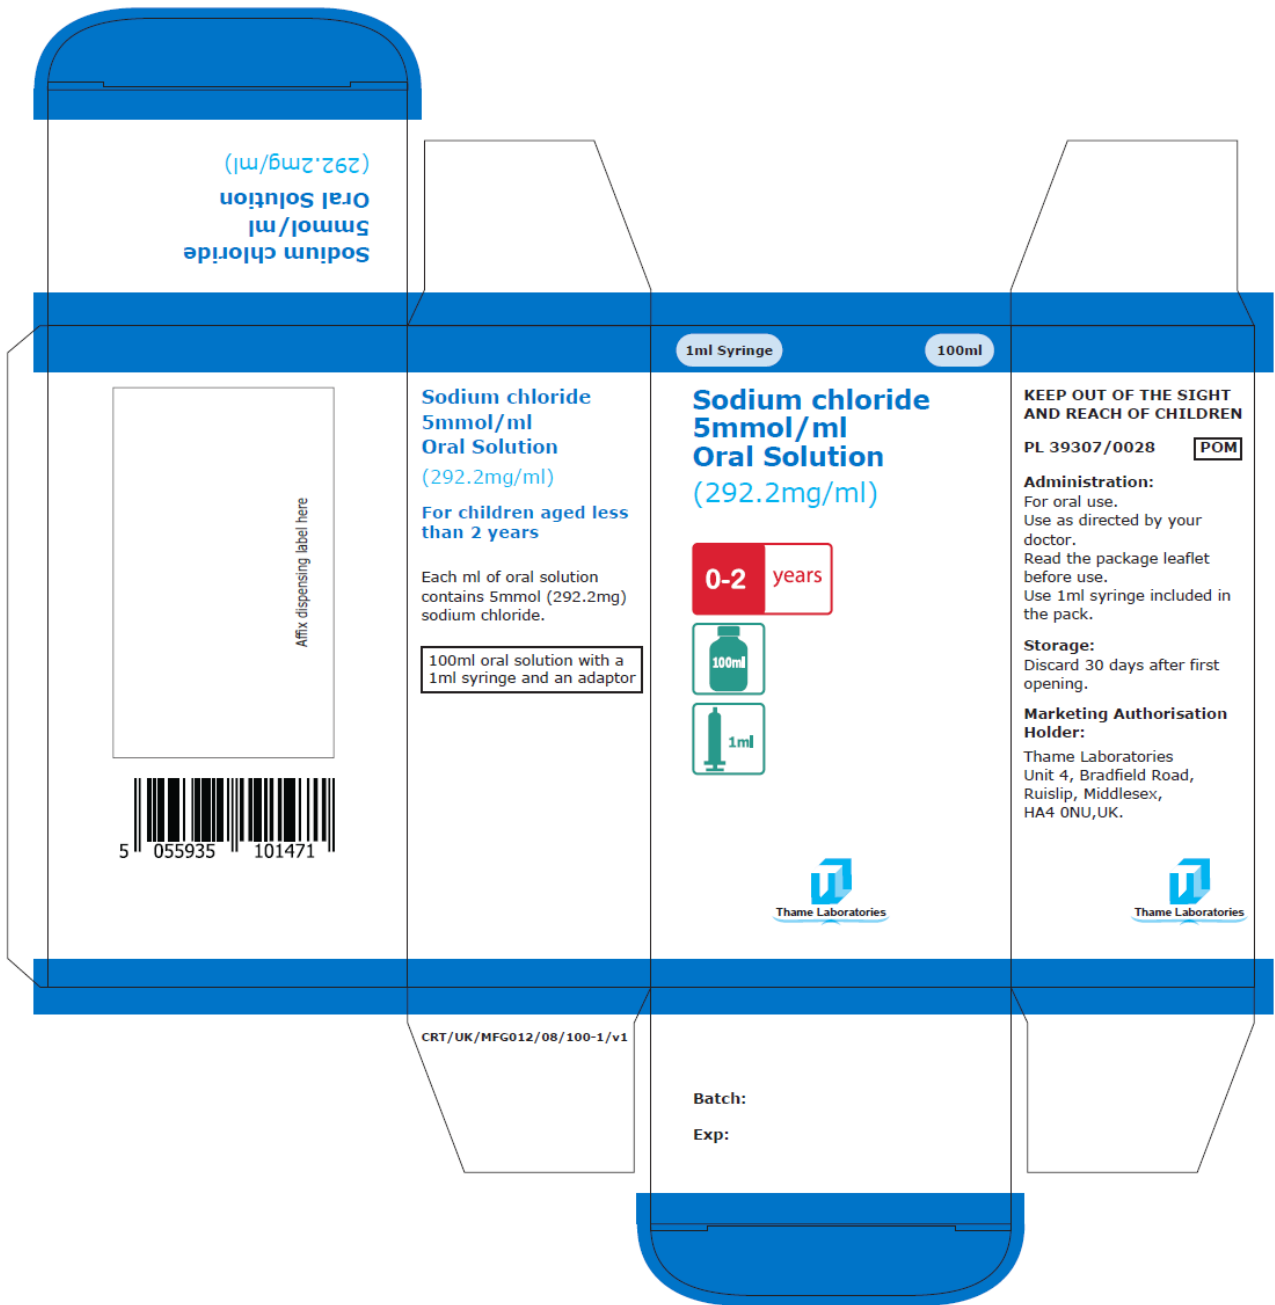 (292.2mg/ml)
Oral Solution
5mmol/ml
Sodium chloride
Affix dispensing label here
5 055935 101471
Sodium chloride
5mmol/ml
Oral Solution
(292.2mg/ml)
For children aged less
than 2 years
Each ml of oral solution
contains 5mmol (292.2mg)
sodium chloride.
100ml oral solution with a
1ml syringe and an adaptor
CRT/UK/MFG012/08/100-1/v1
1ml Syringe
100ml
Sodium chloride
5mmol/ml
Oral Solution
(292.2mg/ml)
0-2 years
100ml
1ml
Thame Laboratories
Batch:
Exp:
KEEP OUT OF THE SIGHT
AND REACH OF CHILDREN
PL 39307/0028 POM
Administration:
For oral use.
Use as directed by your
doctor.
Read the package leaflet
before use.
Use 1ml syringe included in
the pack.
Storage:
Discard 30 days after first
opening.
Marketing Authorisation
Holder:
Thame Laboratories
Unit 4, Bradfield Road,
Ruislip, Middlesex,
HA4 0NU,UK.
Thame Laboratories